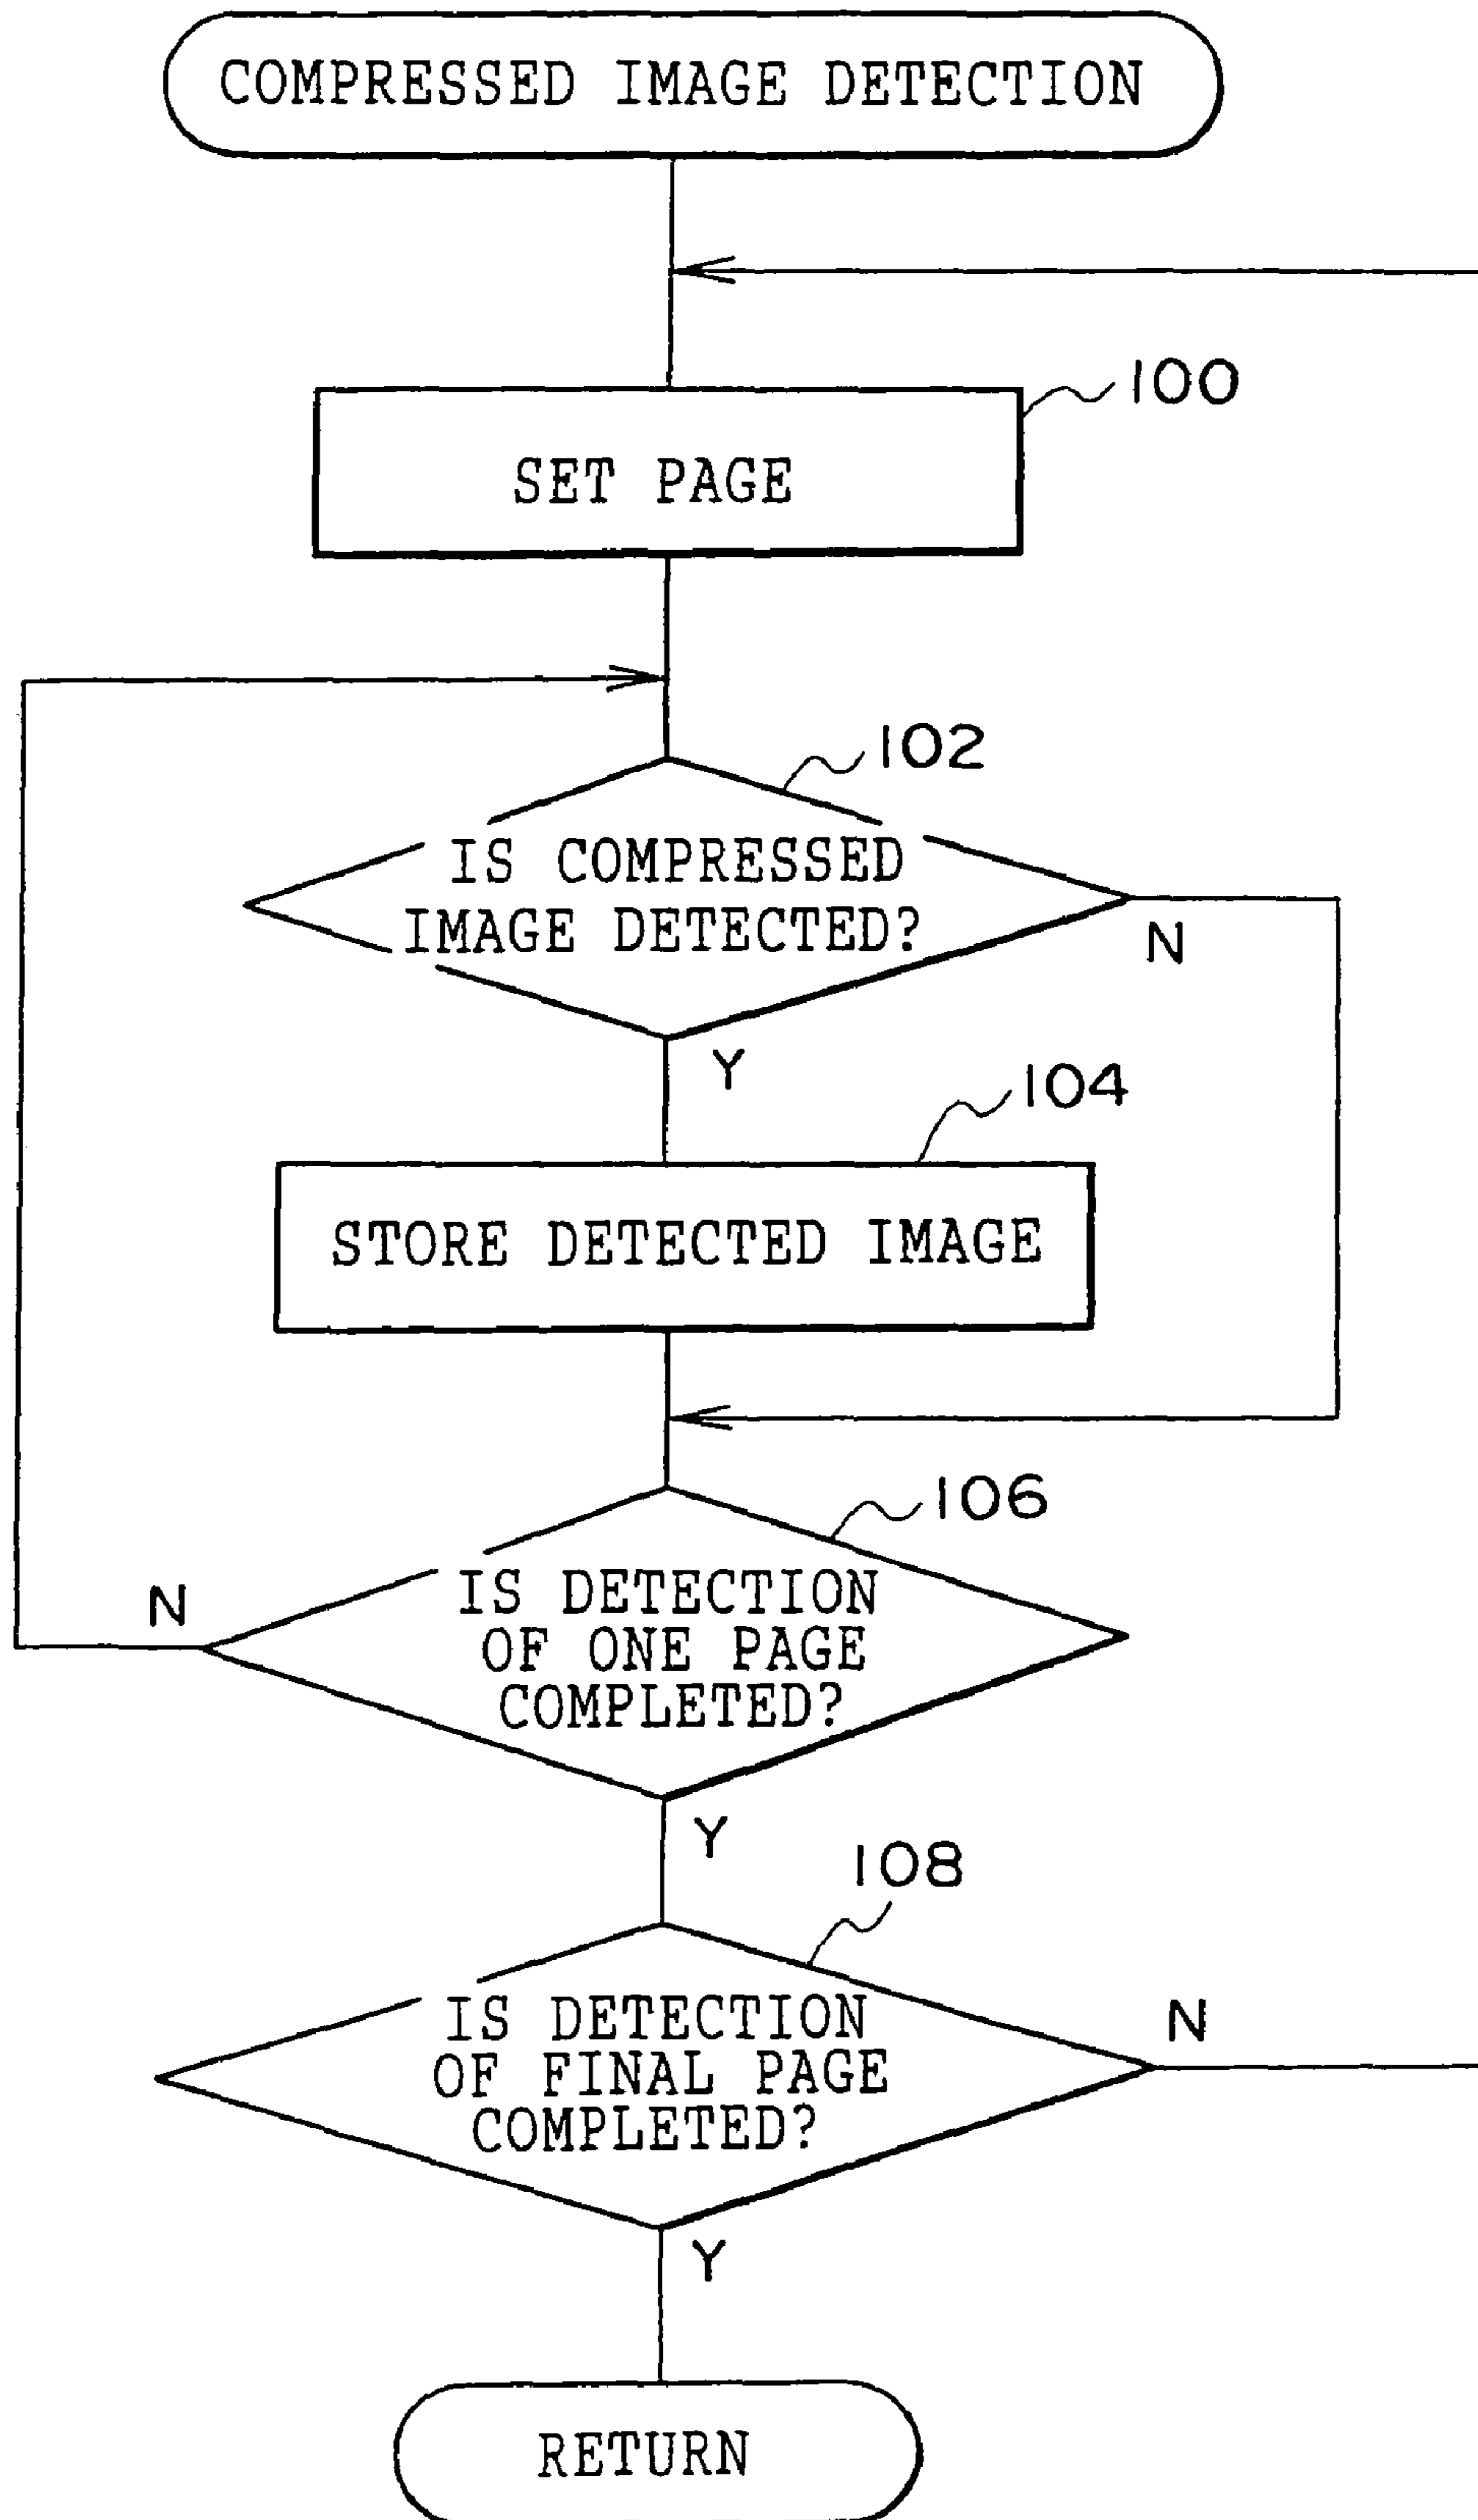 COMPRESSED IMAGE DETECTION
100
SET PAGE
102
IS COMPRESSED
IMAGE DETECTED?
N
Y
104
STORE DETECTED IMAGE
106
IS DETECTION
OF ONE PAGE
COMPLETED?
N
Y
108
IS DETECTION
OF FINAL PAGE
COMPLETED?
N
Y
RETURN